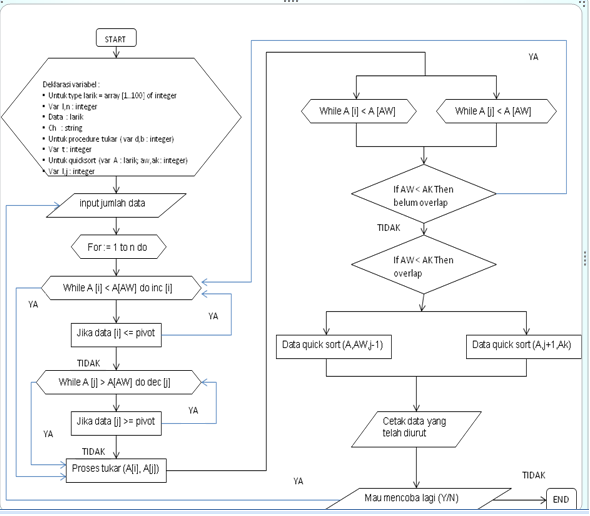 START
Deklarasi variabel :
• Untuk type larik = array [1..100] of integer
• Var I,n : integer
• Data : larik
• Ch : string
• Untuk procedure tukar ( var d,b : integer)
• Var t : integer
• Untuk quicksort (var A : larik; aw,ak: integer)
• Var I,j : integer
input jumlah data
For := 1 to n do
While A [i] < A[AW] do inc [i]
YA
YA
Jika data [i] <= pivot
TIDAK
While A [j] > A[AW] do dec [j]
YA
YA
Jika data [j] >= pivot
TIDAK
Proses tukar (A[i], A[j])
YA
While A [i] < A [AW]
While A [j] < A [AW]
If AW < AK Then
belum overlap
TIDAK
If AW < AK Then
overlap
Data quick sort (A,AW,j-1)
Data quick sort (A,j+1,Ak)
Cetak data yang
telah diurut
YA
Mau mencoba lagi (Y/N)
TIDAK
END